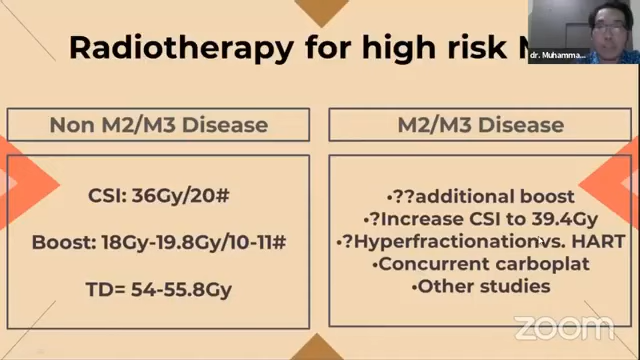 Radiotherapy for high risk
dr. Muhamma...
Non M2/M3 Disease
CSI: 36Gy/20#
Boost: 18Gy-19.8Gy/10-11#
TD= 54-55.8Gy
M2/M3 Disease
•??additional boost
•?Increase CSI to 39.4Gy
•?Hyperfractionationvs. HART
•Concurrent carboplat
•Other studies
zoom